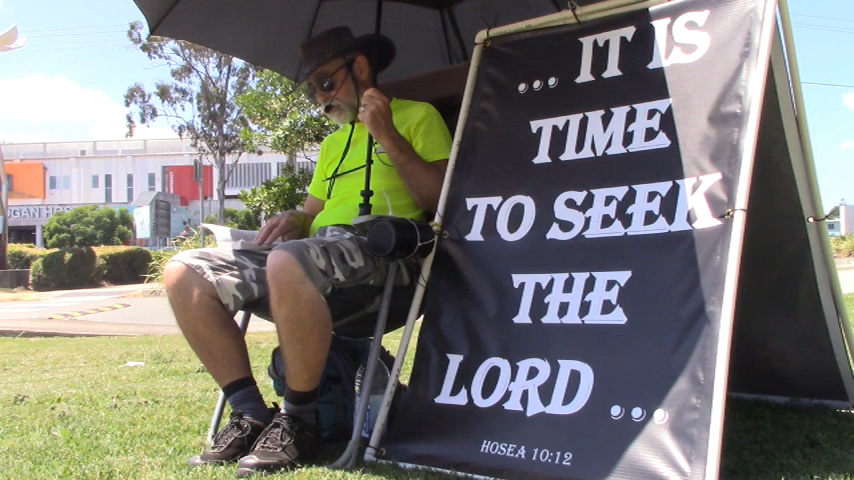 ... IT IS
TIME
TO SEEK
THE
LORD ...
HOSEA 10:12